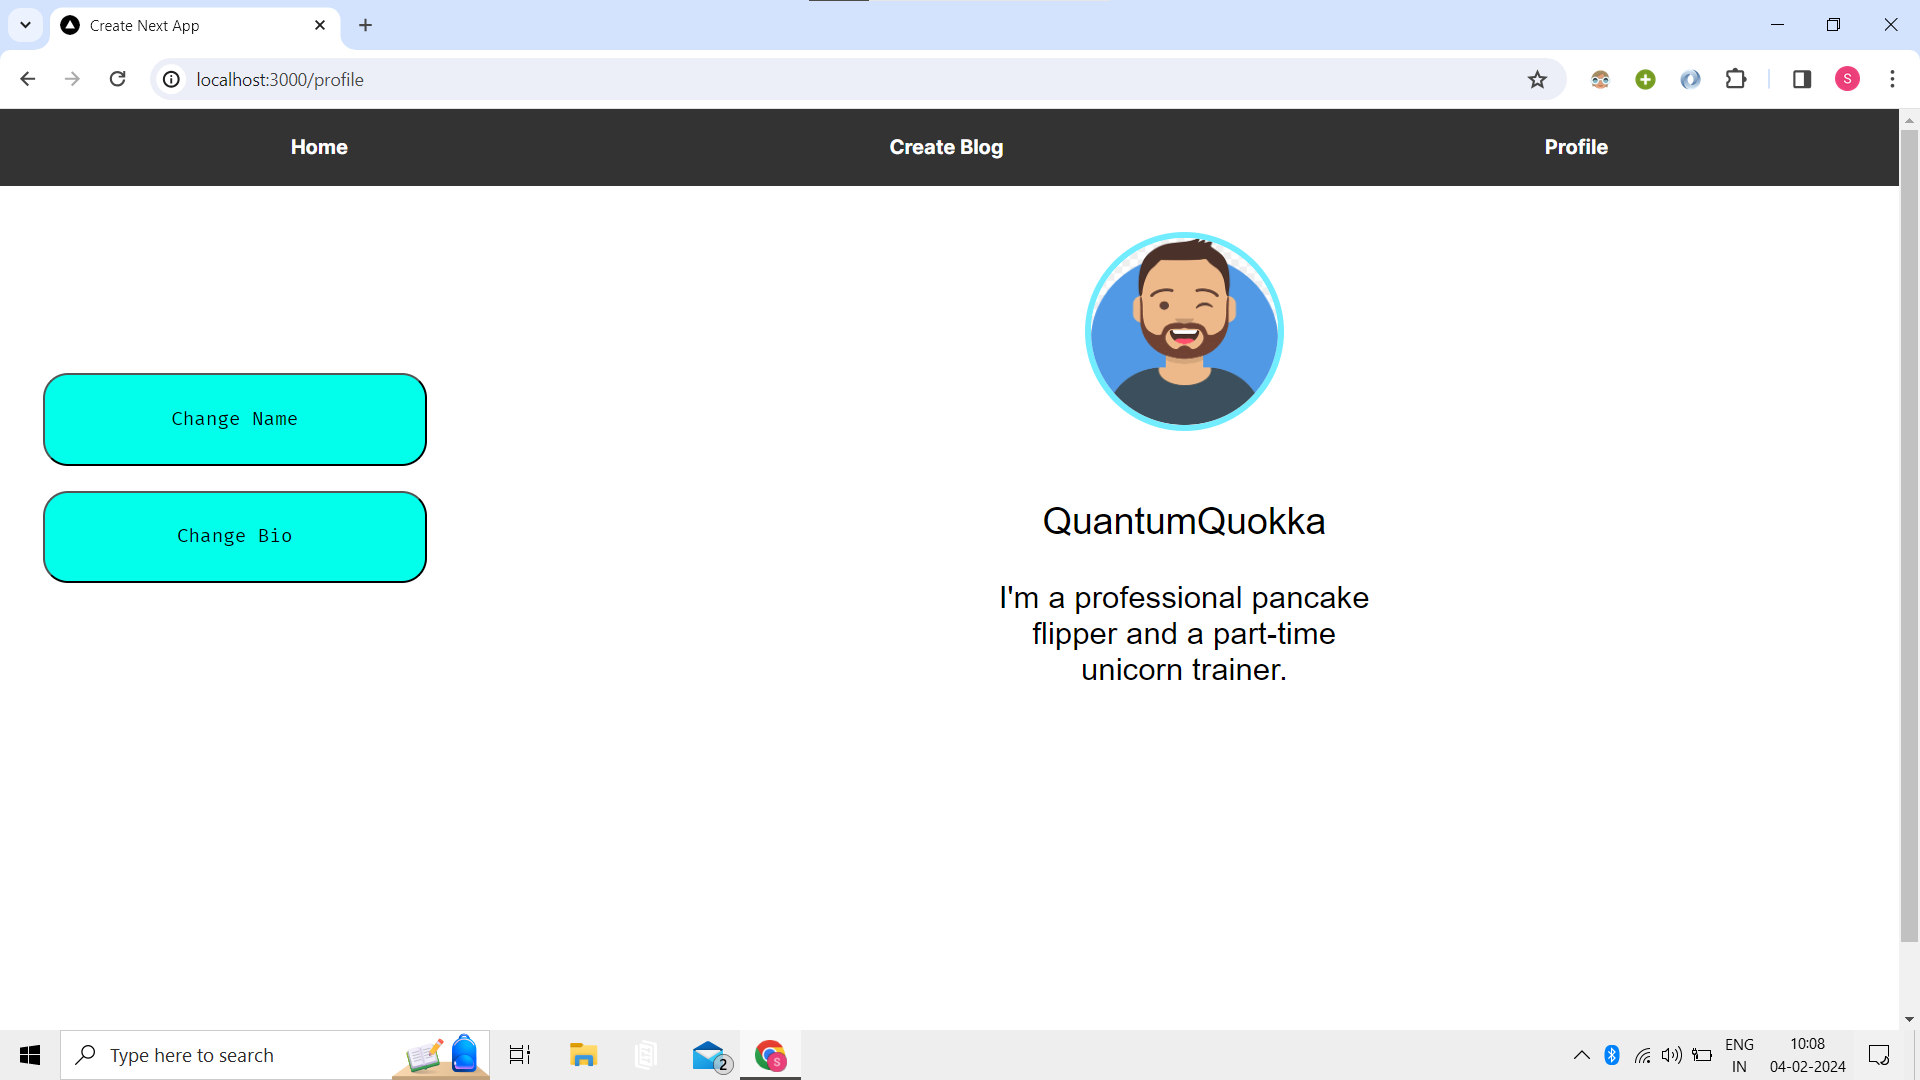 Create Next App
localhost:3000/profile
S
Home
Create Blog
Profile
Change Name
Change Bio
QuantumQuokka
I'm a professional pancake
flipper and a part-time
unicorn trainer.
Type here to search
2
S
ENG
IN
10:08
04-02-2024